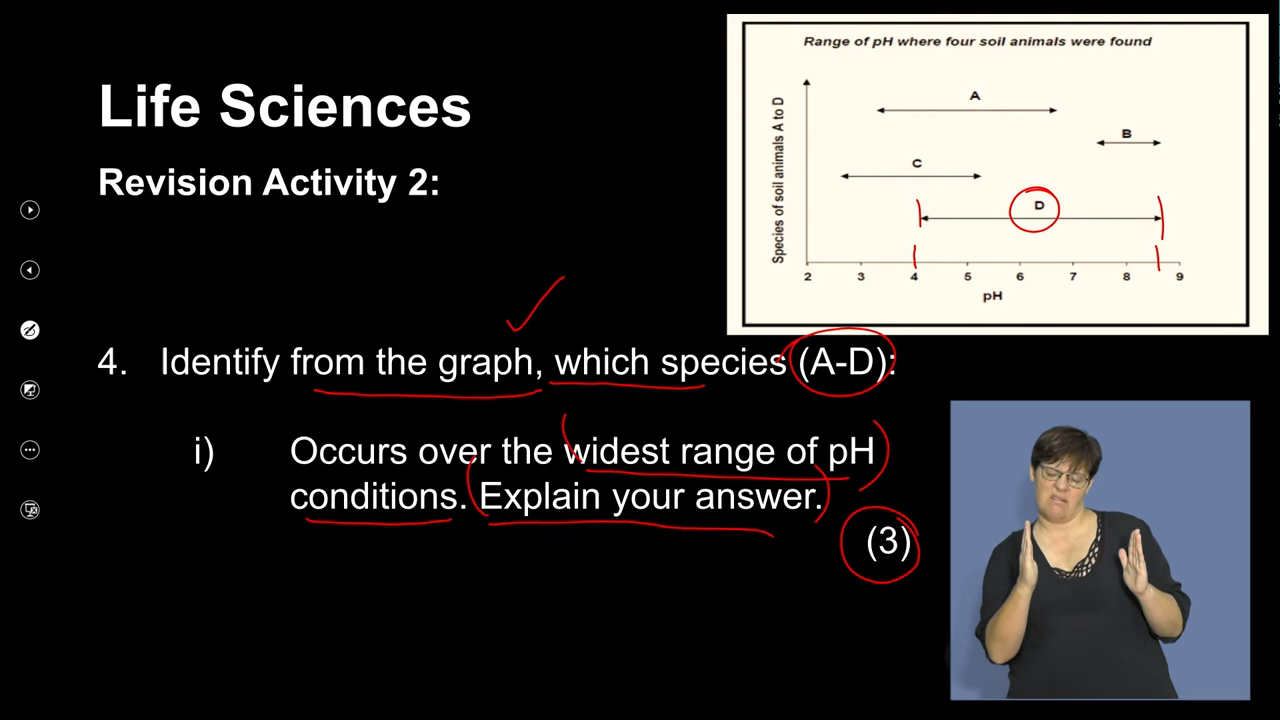 Life Sciences
Revision Activity 2:
Range of pH where four soil animals were found
Species of soil animals A to D
A
B
C
D
2 3 4 5 6 7 8 9
pH
4. Identify from the graph, which species (A-D):
i) Occurs over the widest range of pH
conditions. Explain your answer.
(3)